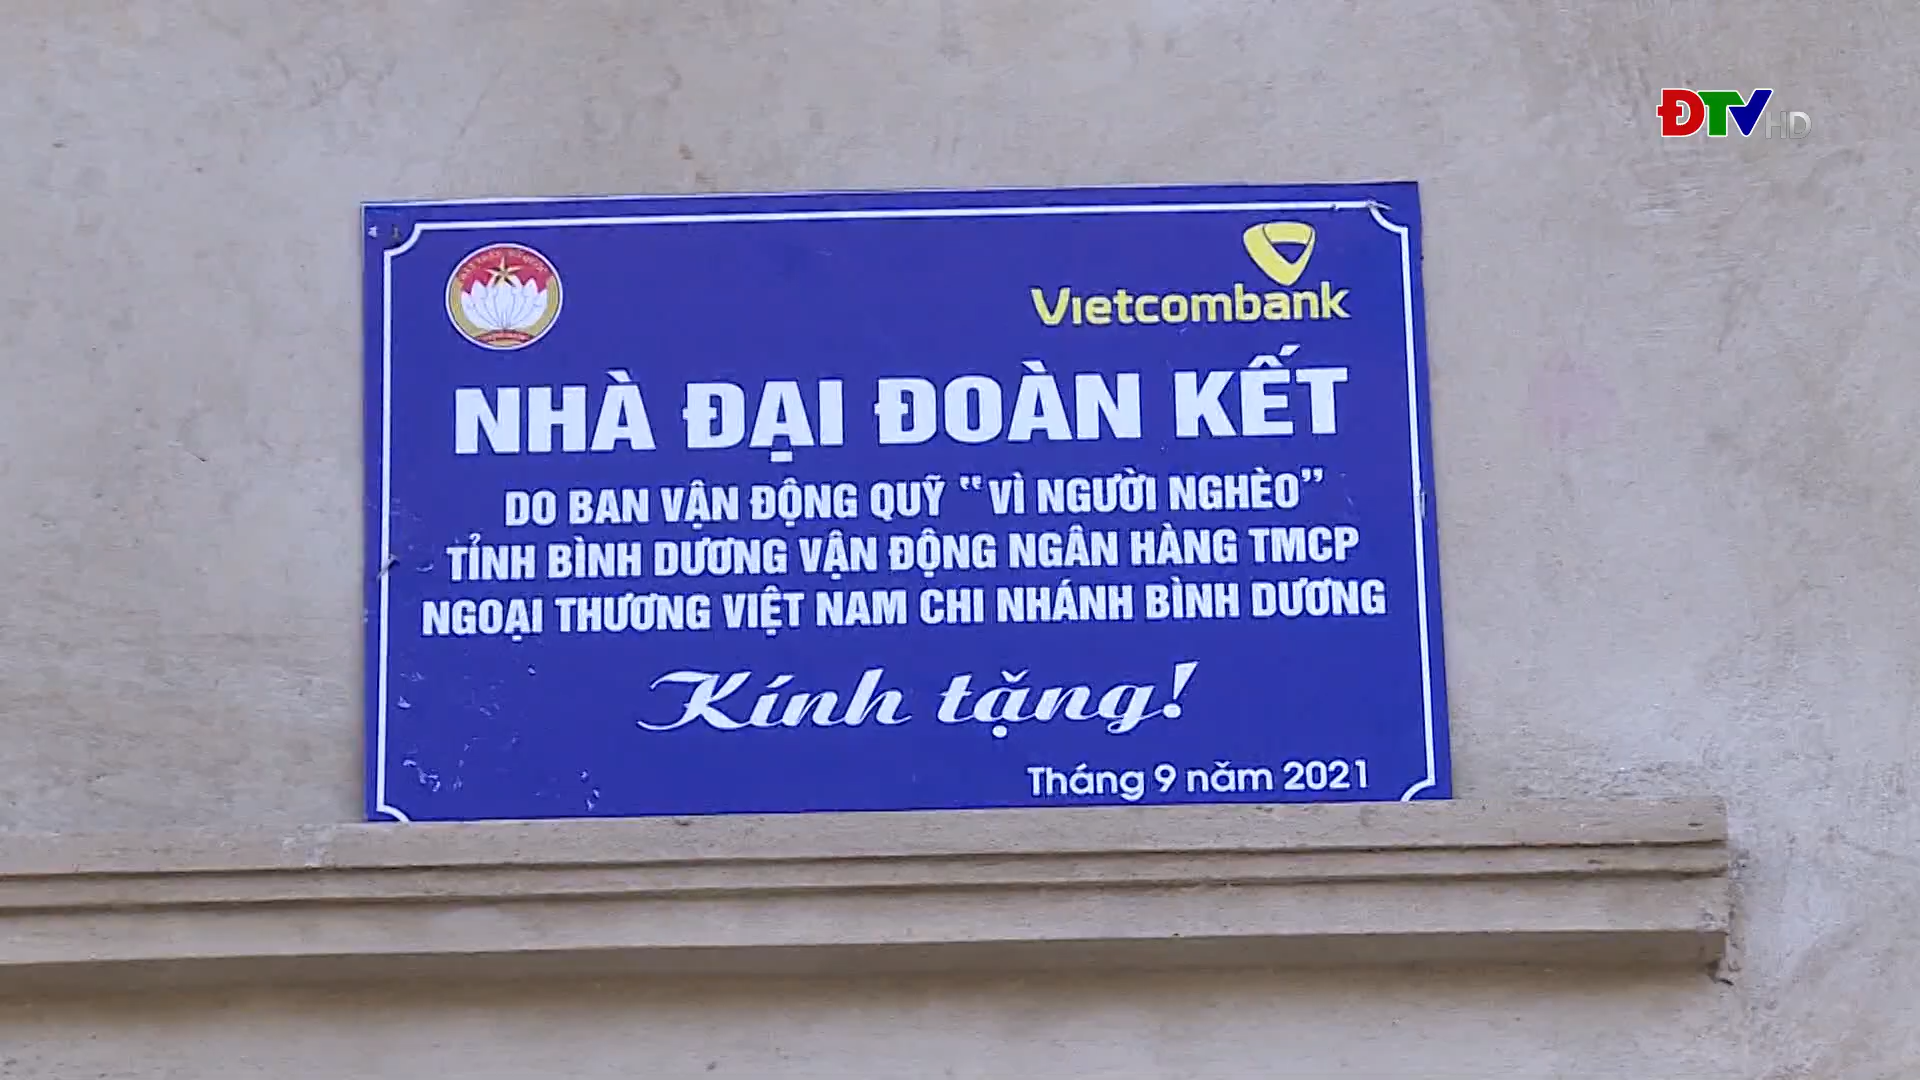 ĐTV HD
Vietcombank
NHÀ ĐẠI ĐOÀN KẾT
DO BAN VẬN ĐỘNG QUỸ “VÌ NGƯỜI NGHÈO”
TỈNH BÌNH DƯƠNG VẬN ĐỘNG NGÂN HÀNG TMCP
NGOẠI THƯƠNG VIỆT NAM CHI NHÁNH BÌNH DƯƠNG
Kính tặng!
Tháng 9 năm 2021